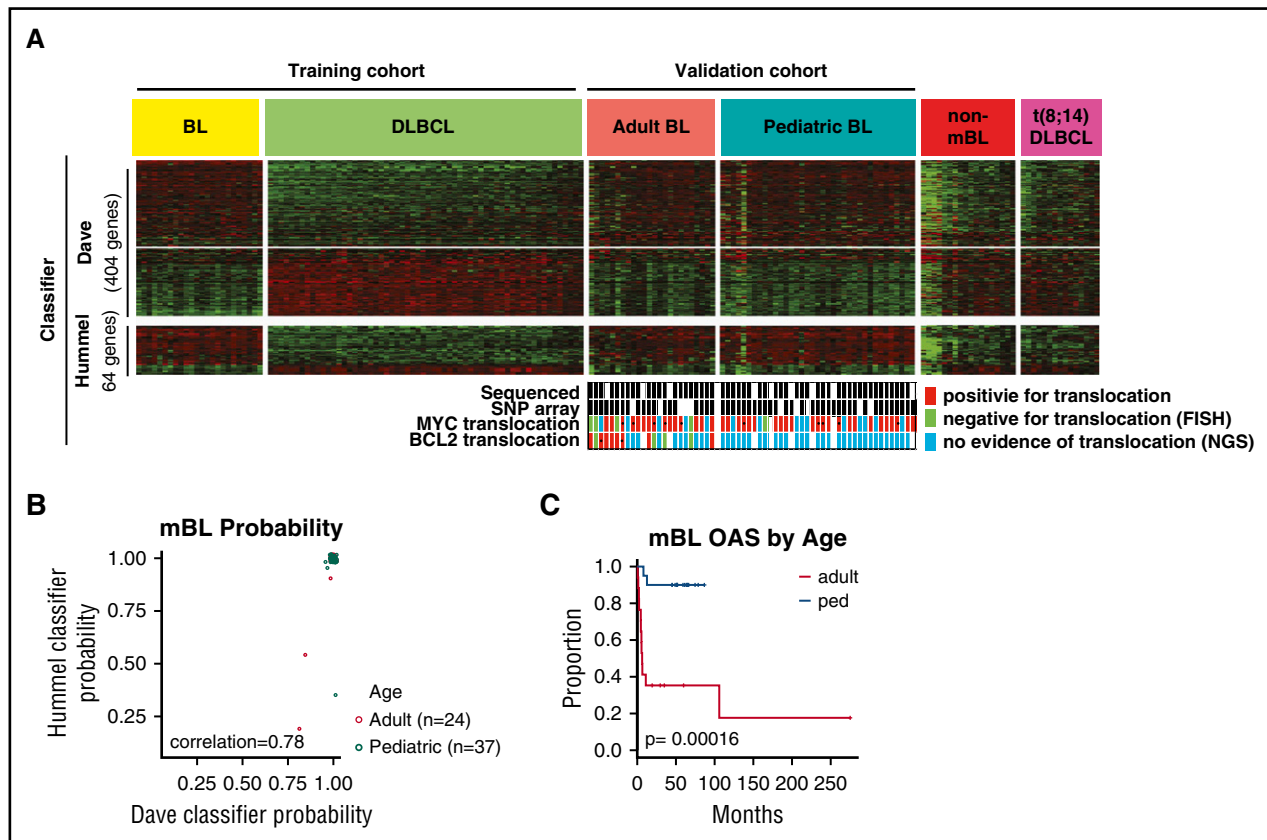 A
Training cohort
Validation cohort
BL
DLBCL
Adult BL
Pediatric BL
non-
mBL
t(8;14)
DLBCL
Classifier
Dave
(404 genes)
Hummel
64 genes)
Sequenced
SNP array
MYC translocation
BCL2 translocation
positivie for translocation
negative for translocation (FISH)
no evidence of translocation (NGS)
B
mBL Probability
Hummel classifier
probability
1.00
0.75
0.50
0.25
correlation=0.78
Age
Adult (n=24)
Pediatric (n=37)
0.25 0.50 0.75 1.00
Dave classifier probability
C
mBL OAS by Age
Proportion
1.0
0.8
0.6
0.4
0.2
0.0
adult
ped
p= 0.00016
0 50 100 150 200 250
Months